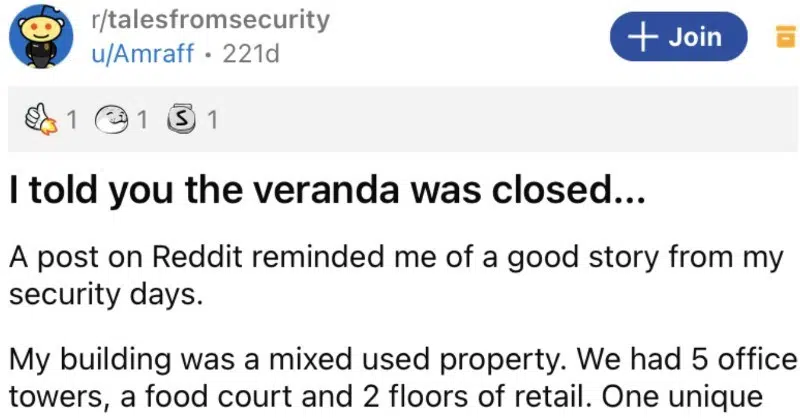 r/talesfromsecurity
u/Amraff • 221d
+ Join
1 1 S 1
I told you the veranda was closed...
A post on Reddit reminded me of a good story from my
security days.
My building was a mixed used property. We had 5 office
towers, a food court and 2 floors of retail. One unique